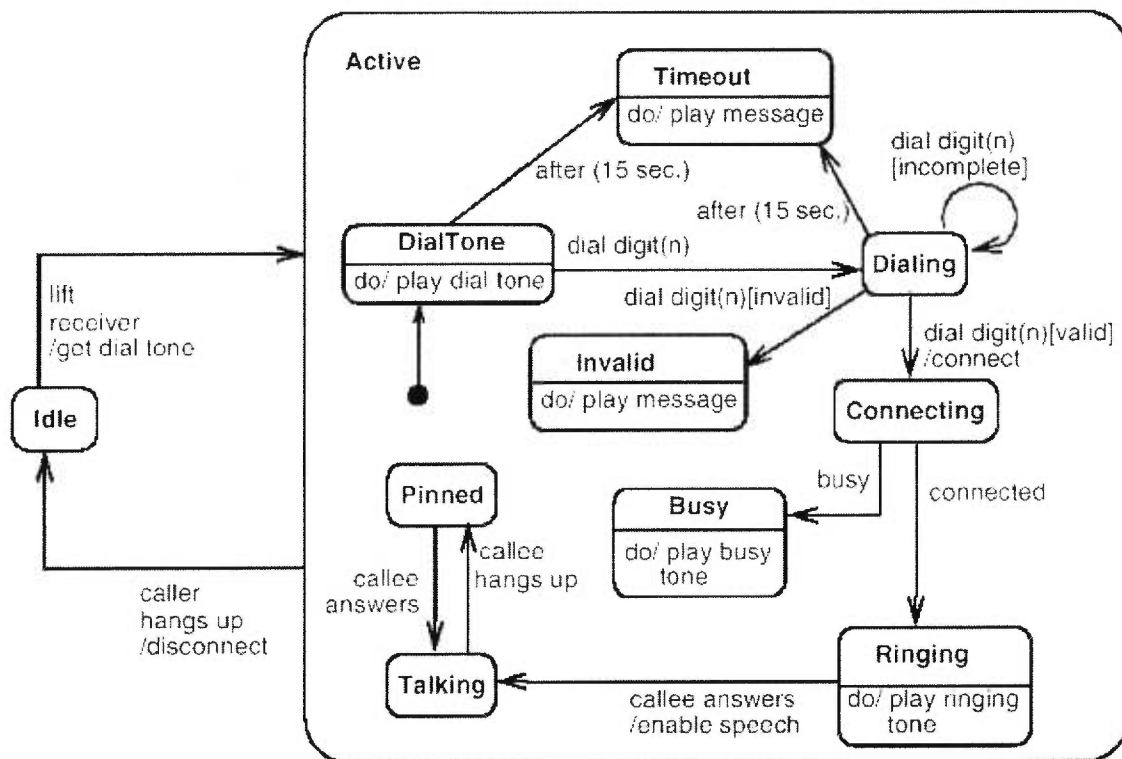 Active
Timeout
do/ play message
dial digit(n)
[incomplete]
after (15 sec.)
after (15 sec.)
DialTone
do/ play dial tone
dial digit(n)
Dialing
dial digit(n)[invalid]
lift
receiver
/get dial tone
dial digit(n)[valid]
/connect
Invalid
do/ play message
Idle
Connecting
Pinned
busy
connected
Busy
do/ play busy
tone
callee
hangs up
callee
answers
caller
hangs up
/disconnect
Talking
callee answers
/enable speech
Ringing
do/ play ringing
tone